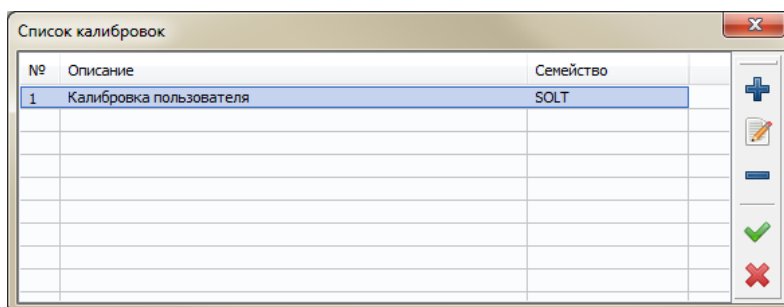 Список калибровок
№ Описание Семейство
1 Калибровка пользователя SOLT